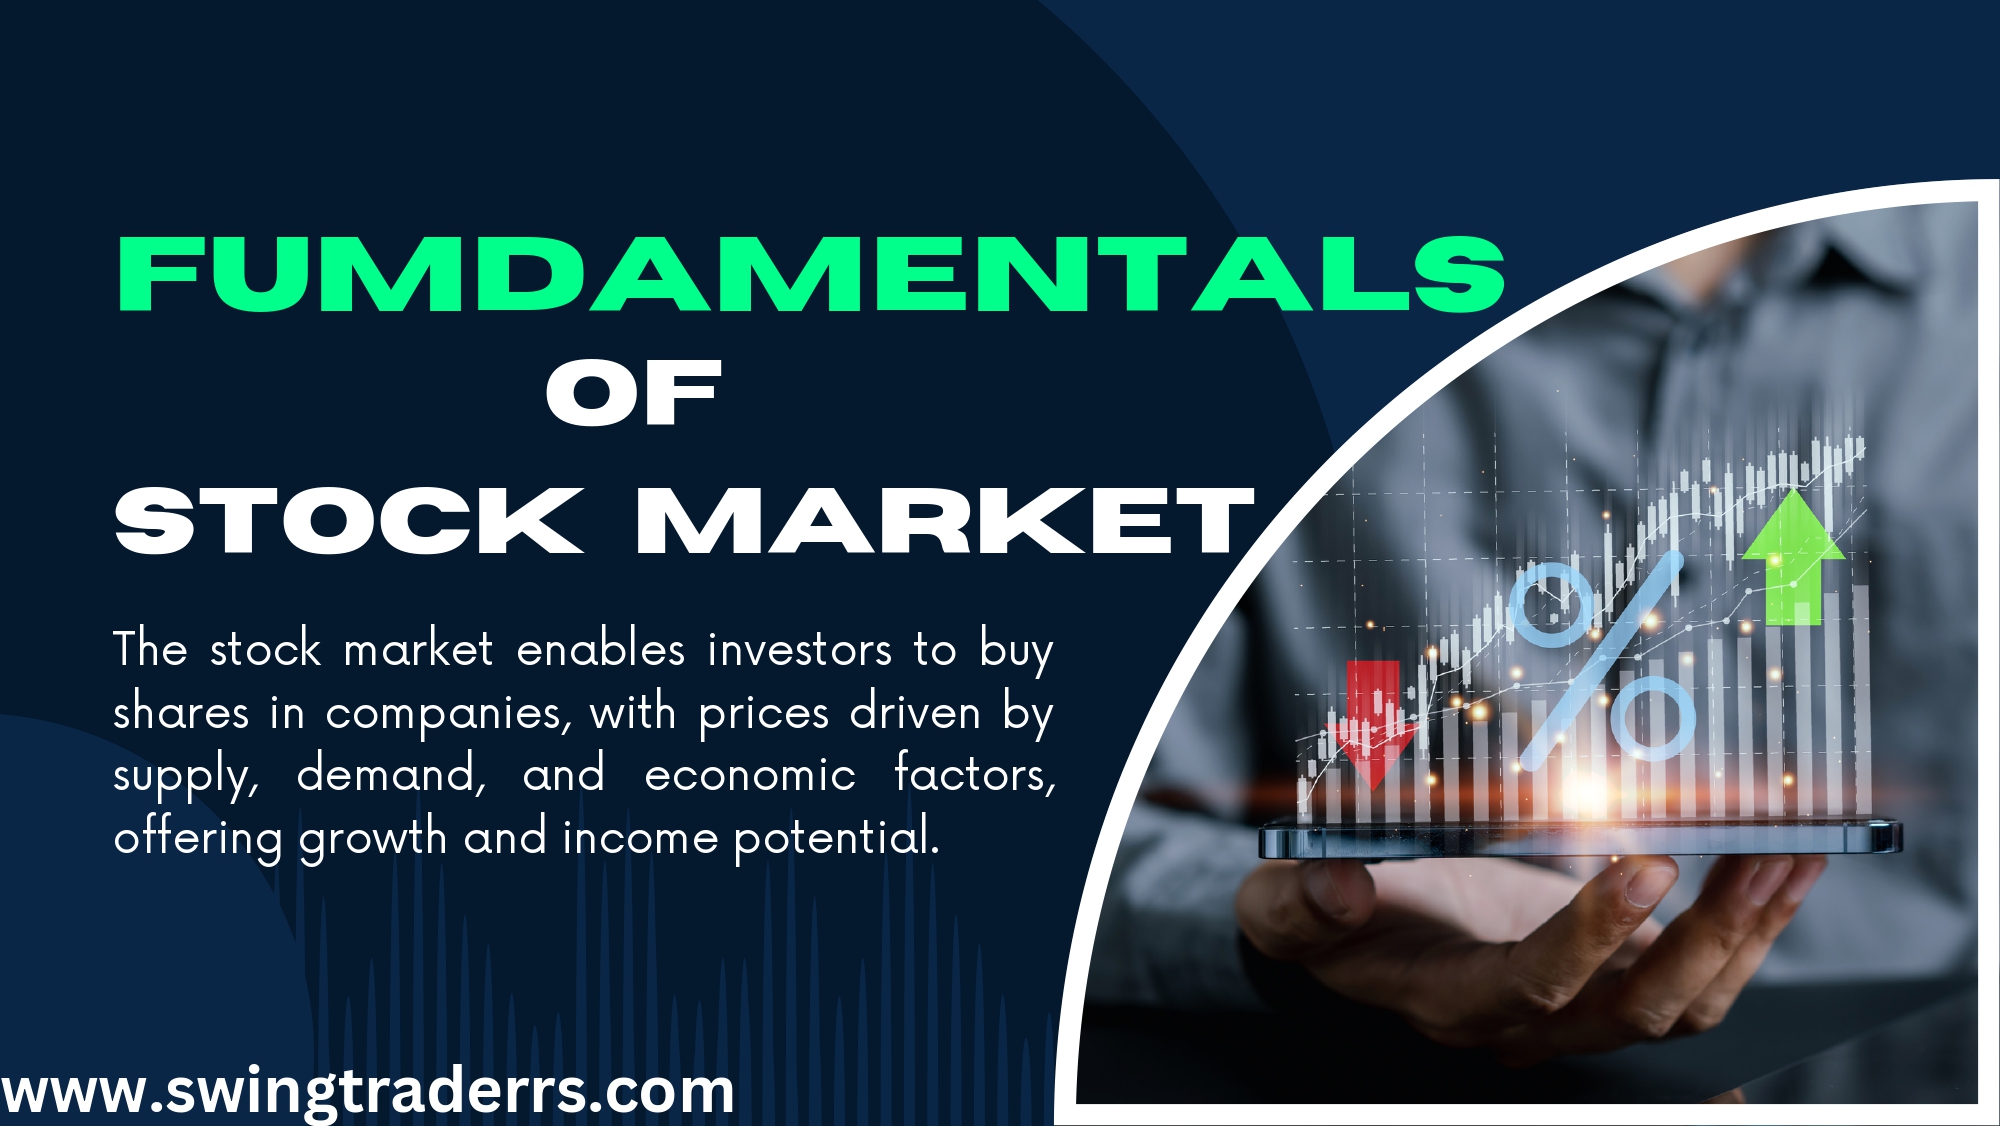 FUMDAMENTALS
OF
STOCK MARKET
The stock market enables investors to buy
shares in companies, with prices driven by
supply, demand, and economic factors,
offering growth and income potential.
%
www.swingtraderrs.com